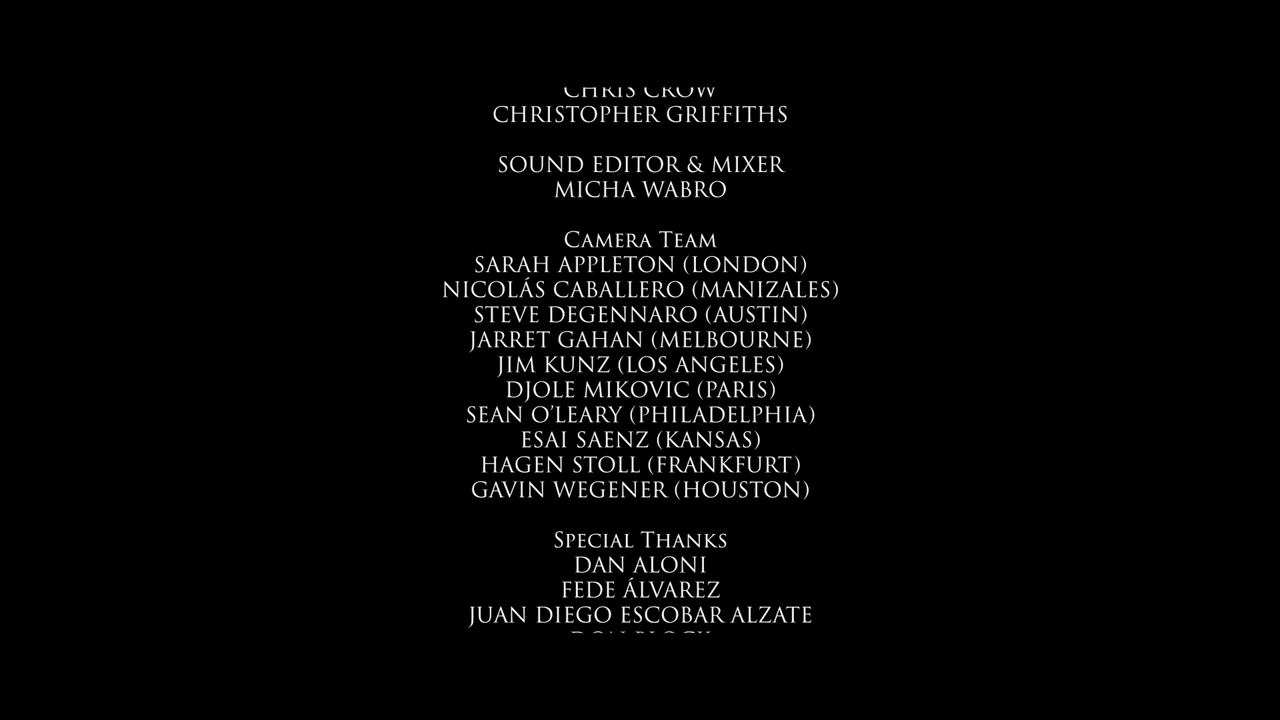 CHRIS CROW
CHRISTOPHER GRIFFITHS
SOUND EDITOR & MIXER
MICHA WABRO
CAMERA TEAM
SARAH APPLETON (LONDON)
NICOLÁS CABALLERO (MANIZALES)
STEVE DEGENNARO (AUSTIN)
JARRET GAHAN (MELBOURNE)
JIM KUNZ (LOS ANGELES)
DJOLE MIKOVIC (PARIS)
SEAN O’LEARY (PHILADELPHIA)
ESAI SAENZ (KANSAS)
HAGEN STOLL (FRANKFURT)
GAVIN WEGENER (HOUSTON)
SPECIAL THANKS
DAN ALONI
FEDE ÁLVAREZ
JUAN DIEGO ESCOBAR ALZATE